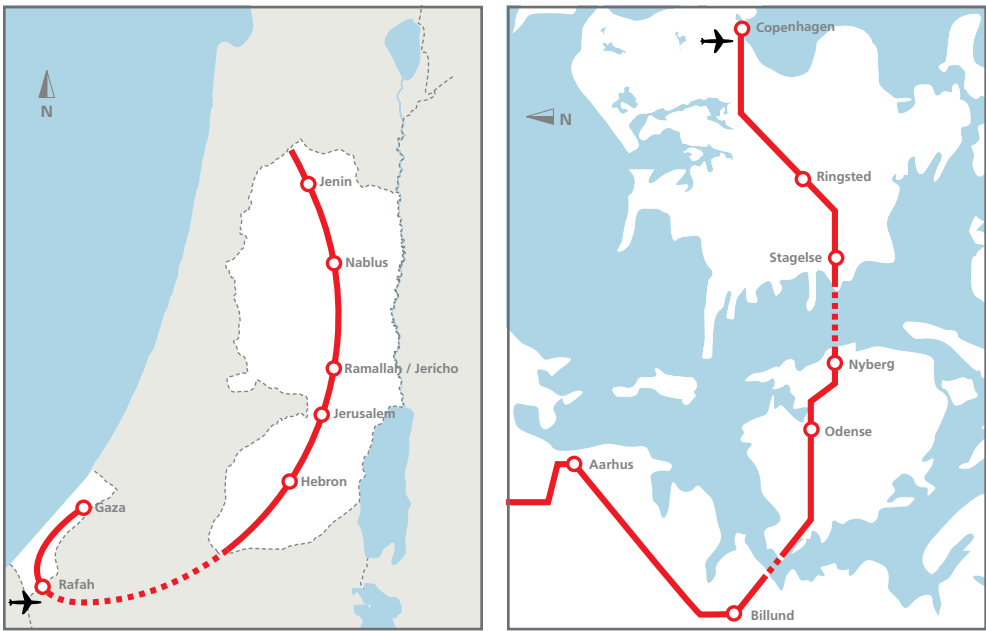 N
Jenin
Nablus
Ramallah / Jericho
Jerusalem
Hebron
Gaza
Rafah
Copenhagen
N
Ringsted
Stagelse
Nyberg
Odense
Aarhus
Billund